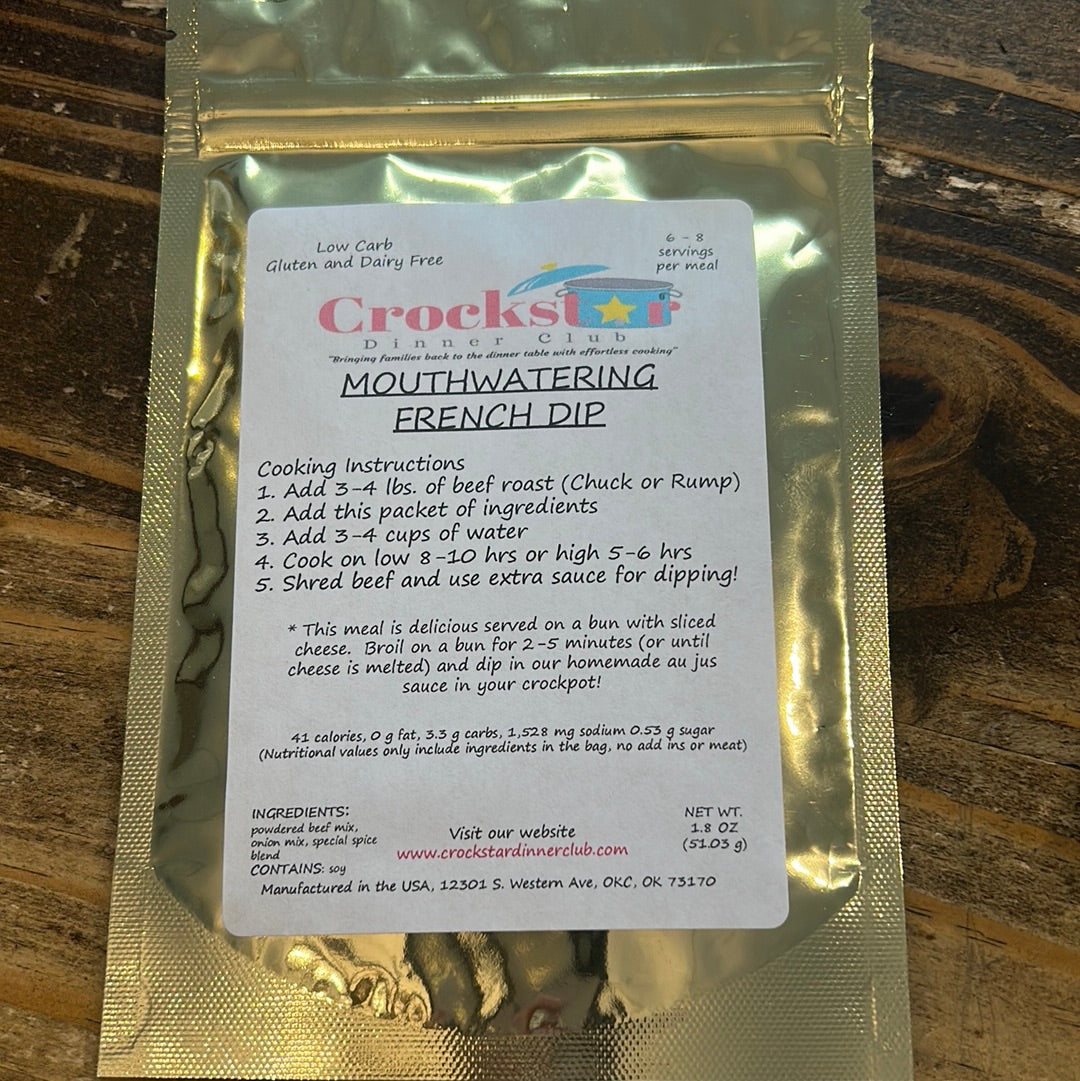 Low Carb
Gluten and Dairy Free
6 - 8
servings
per meal
Crockstar
Dinner Club
"Bringing families back to the dinner table with effortless cooking"
MOUTHWATERING
FRENCH DIP
Cooking Instructions
1. Add 3-4 lbs. of beef roast (Chuck or Rump)
2. Add this packet of ingredients
3. Add 3-4 cups of water
4. Cook on low 8-10 hrs or high 5-6 hrs
5. Shred beef and use extra sauce for dipping!
* This meal is delicious served on a bun with sliced
cheese. Broil on a bun for 2-5 minutes (or until
cheese is melted) and dip in our homemade au jus
sauce in your crockpot!
41 calories, 0 g fat, 3.3 g carbs, 1,528 mg sodium 0.53 g sugar
(Nutritional values only include ingredients in the bag, no add ins or meat)
INGREDIENTS:
powdered beef mix,
onion mix, special spice
blend
CONTAINS: soy
Visit our website
www.crockstardinnerclub.com
NET WT.
1.8 OZ
(51.03 g)
Manufactured in the USA, 12301 S. Western Ave, OKC, OK 73170